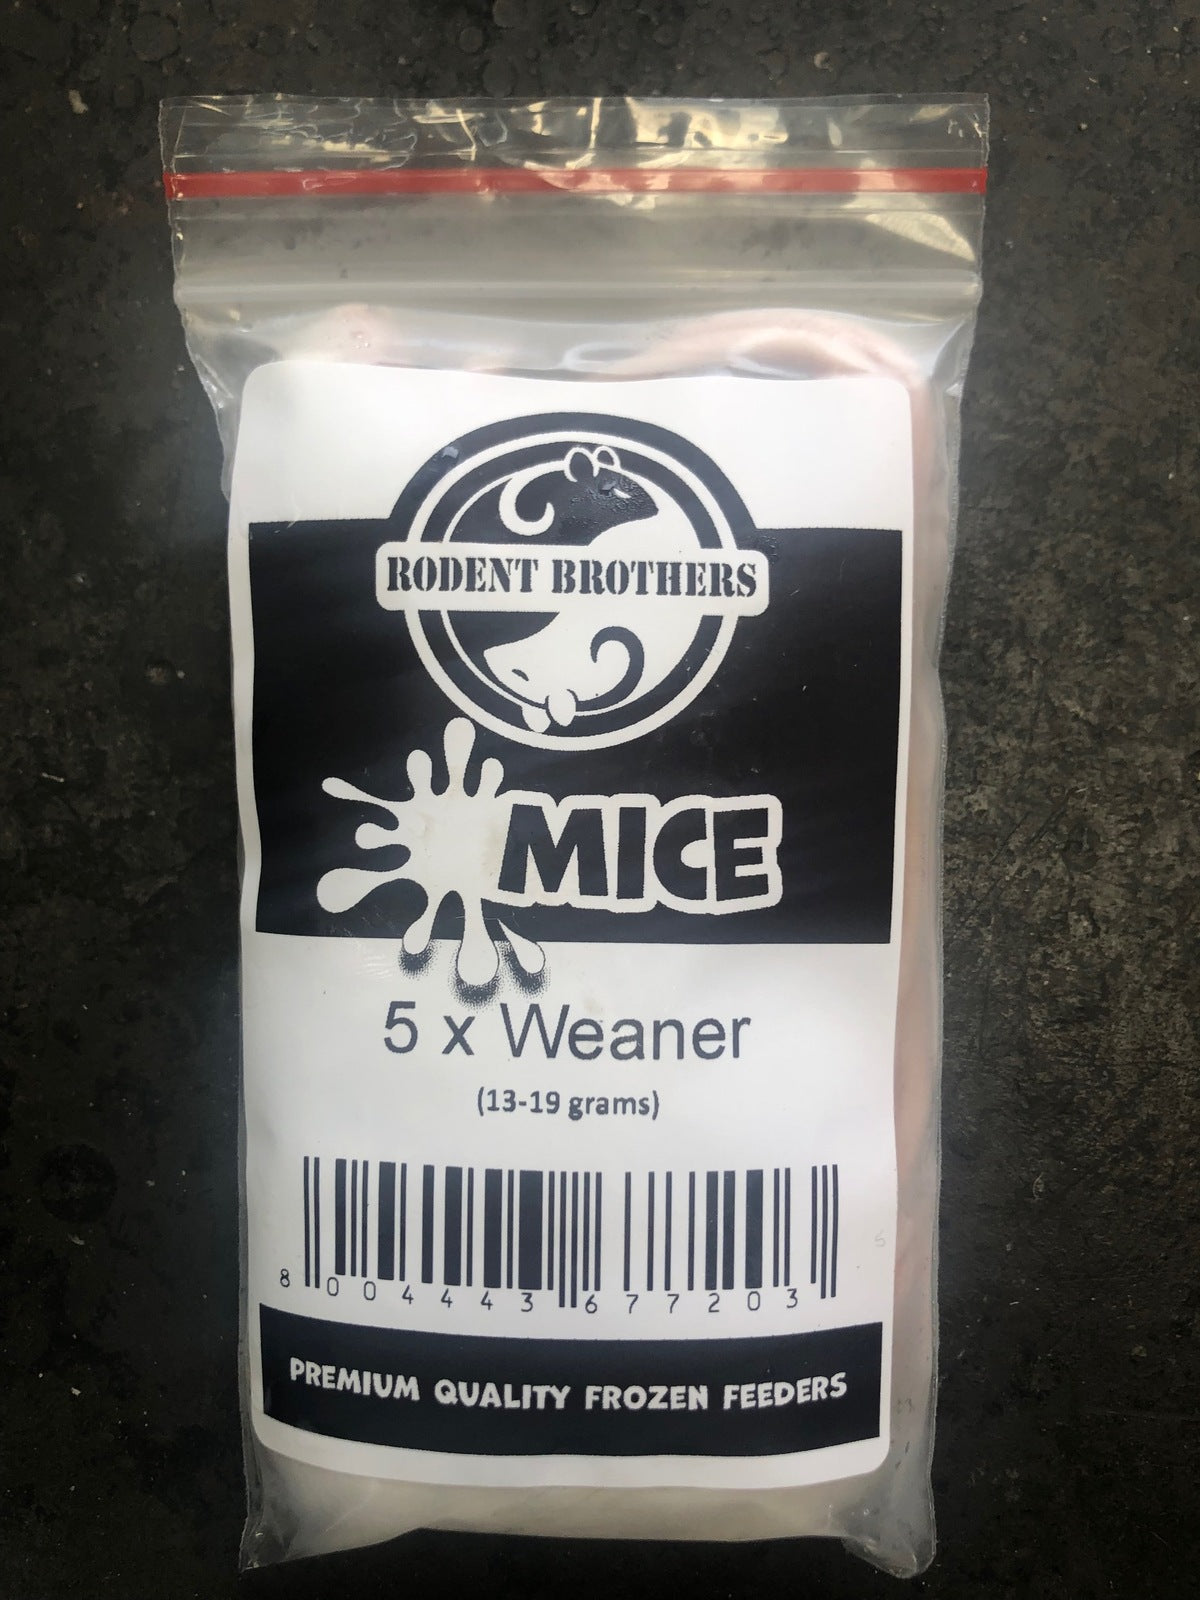 RODENT BROTHERS
MICE
5 x Weaner
(13-19 grams)
8 004443 677203
PREMIUM QUALITY FROZEN FEEDERS